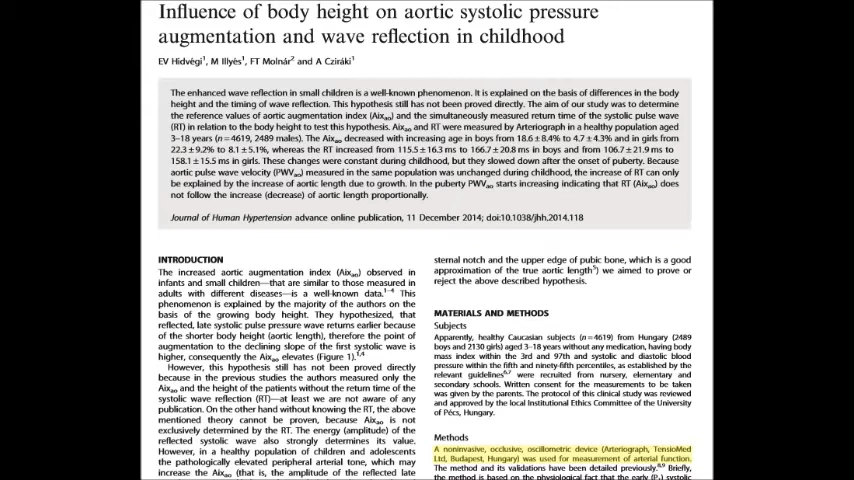 Influence of body height on aortic systolic pressure
augmentation and wave reflection in childhood
EV Hidvégi¹, M Illyés¹, FT Molnár² and A Cziráki¹
The enhanced wave reflection in small children is a well-known phenomenon. It is explained on the basis of differences in the body
height and the timing of wave reflection. This hypothesis still has not been proved directly. The aim of our study was to determine
the reference values of aortic augmentation index (Aixao) and the simultaneously measured return time of the systolic pulse wave
(RT) in relation to the body height to test this hypothesis. Aixao and RT were measured by Arteriograph in a healthy population aged
3–18 years (n = 4619, 2489 males). The Aixao decreased with increasing age in boys from 18.6 ± 8.4% to 4.7 ± 4.3% and in girls from
22.3 ± 9.2% to 8.1 ± 5.1%, whereas the RT increased from 115.5 ± 16.3 ms to 166.7 ± 20.8 ms in boys and from 106.7 ± 21.9 ms to
158.1 ± 15.5 ms in girls. These changes were constant during childhood, but they slowed down after the onset of puberty. Because
aortic pulse wave velocity (PWVao) measured in the same population was unchanged during childhood, the increase of RT can only
be explained by the increase of aortic length due to growth. In the puberty PWVao starts increasing indicating that RT (Aixao) does
not follow the increase (decrease) of aortic length proportionally.
Journal of Human Hypertension advance online publication, 11 December 2014; doi:10.1038/jhh.2014.118
INTRODUCTION
The increased aortic augmentation index (Aixao) observed in
infants and small children—that are similar to those measured in
adults with different diseases—is a well-known data.¹⁻⁴ This
phenomenon is explained by the majority of the authors on the
basis of the growing body height. They hypothesized, that
reflected, late systolic pulse pressure wave returns earlier because
of the shorter body height (aortic length), therefore the point of
augmentation to the declining slope of the first systolic wave is
higher, consequently the Aixao elevates (Figure 1).¹,⁴
However, this hypothesis still has not been proved directly
because in the previous studies the authors measured only the
Aixao and the height of the patients without the return time of the
systolic wave reflection (RT)—at least we are not aware of any
publication. On the other hand without knowing the RT, the above
mentioned theory cannot be proven, because Aixao is not
exclusively determined by the RT. The energy (amplitude) of the
reflected systolic wave also strongly determines its value.
However, in a healthy population of children and adolescents
the pathologically elevated peripheral arterial tone, which may
increase the Aixao (that is, the amplitude of the reflected late
sternal notch and the upper edge of pubic bone, which is a good
approximation of the true aortic length⁵) we aimed to prove or
reject the above described hypothesis.
MATERIALS AND METHODS
Subjects
Apparently, healthy Caucasian subjects (n = 4619) from Hungary (2489
boys and 2130 girls) aged 3–18 years without any medication, having body
mass index within the 3rd and 97th and systolic and diastolic blood
pressure within the fifth and ninety-fifth percentiles, as established by the
relevant guidelines⁶,⁷ were recruited from nursery, elementary and
secondary schools. Written consent for the measurements to be taken
was given by the parents. The protocol of this clinical study was reviewed
and approved by the local Institutional Ethics Committee of the University
of Pécs, Hungary.
Methods
A noninvasive, occlusive, oscillometric device (Arteriograph, TensioMed
Ltd, Budapest, Hungary) was used for measurement of arterial function.
The method and its validations have been detailed previously.⁸,⁹ Briefly,
the method is based on the physiological fact that the early (P₁) systolic